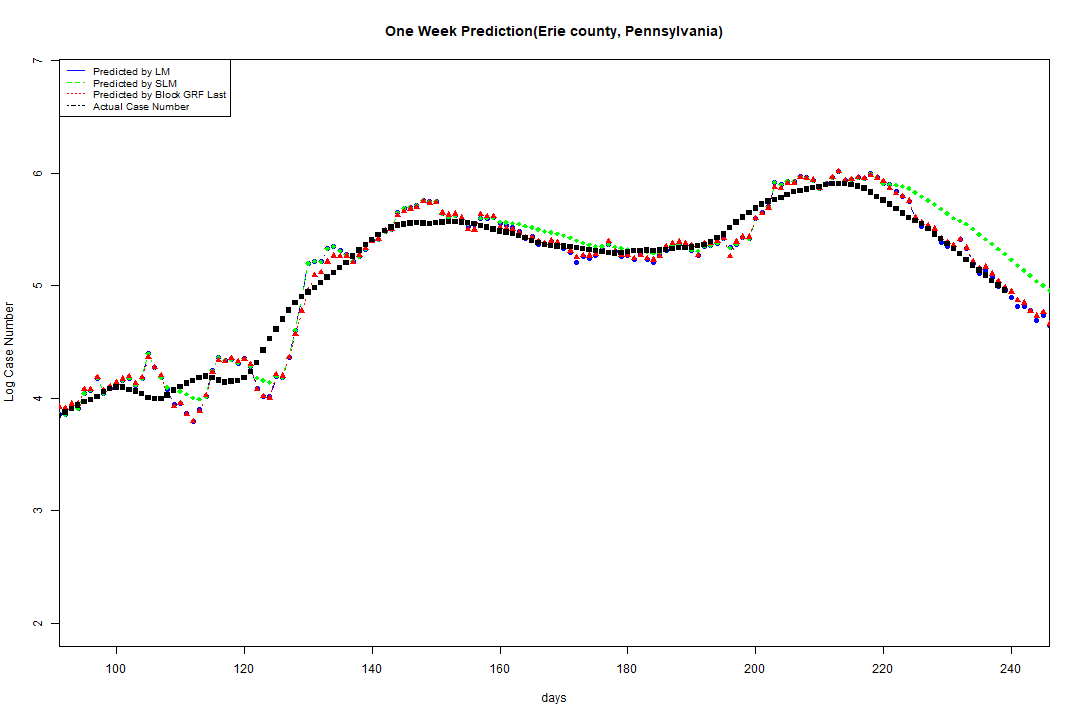 One Week Prediction(Erie county, Pennsylvania)
Predicted by LM
Predicted by SLM
Predicted by Block GRF Last
Actual Case Number
7
6
5
4
3
2
Log Case Number
100 120 140 160 180 200 220 240
days